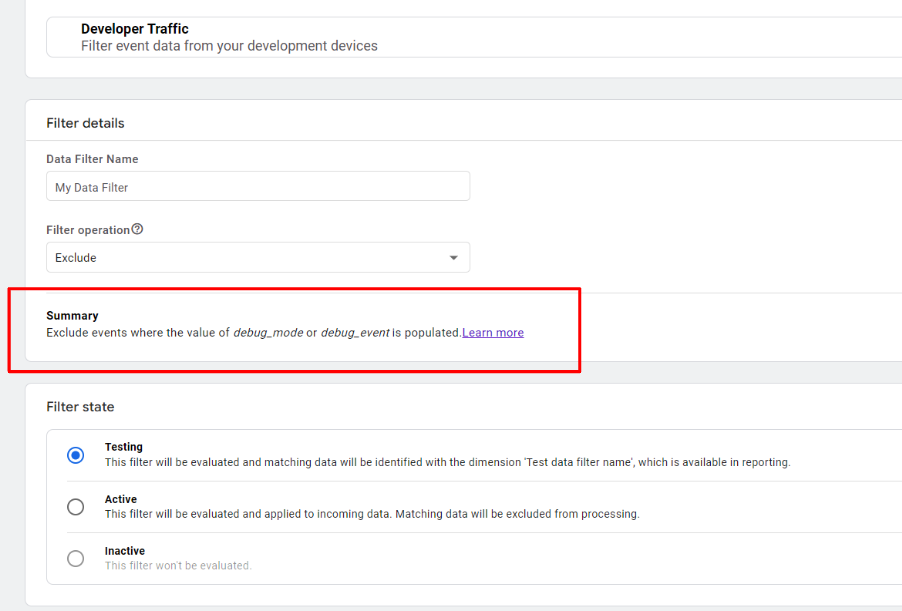 Developer Traffic
Filter event data from your development devices
Filter details
Data Filter Name
My Data Filter
Filter operation
Exclude
Summary
Exclude events where the value of debug_mode or debug_event is populated.Learn more
Filter state
Testing
This filter will be evaluated and matching data will be identified with the dimension 'Test data filter name', which is available in reporting.
Active
This filter will be evaluated and applied to incoming data. Matching data will be excluded from processing.
Inactive
This filter won't be evaluated.